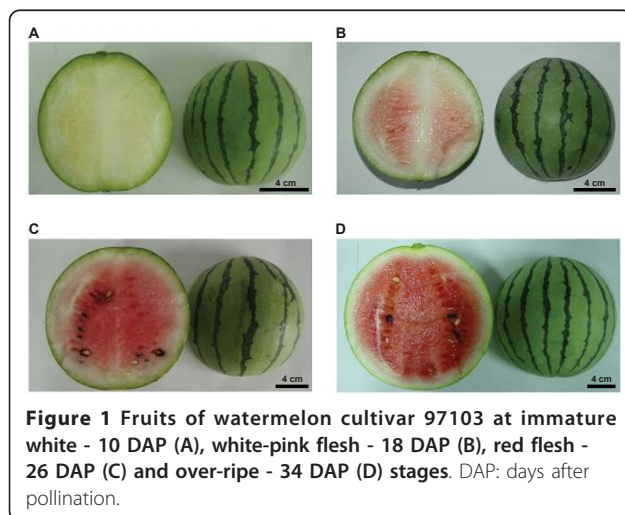 A
B
4 cm
4 cm
C
D
4 cm
4 cm
Figure 1 Fruits of watermelon cultivar 97103 at immature
white - 10 DAP (A), white-pink flesh - 18 DAP (B), red flesh -
26 DAP (C) and over-ripe - 34 DAP (D) stages. DAP: days after
pollination.